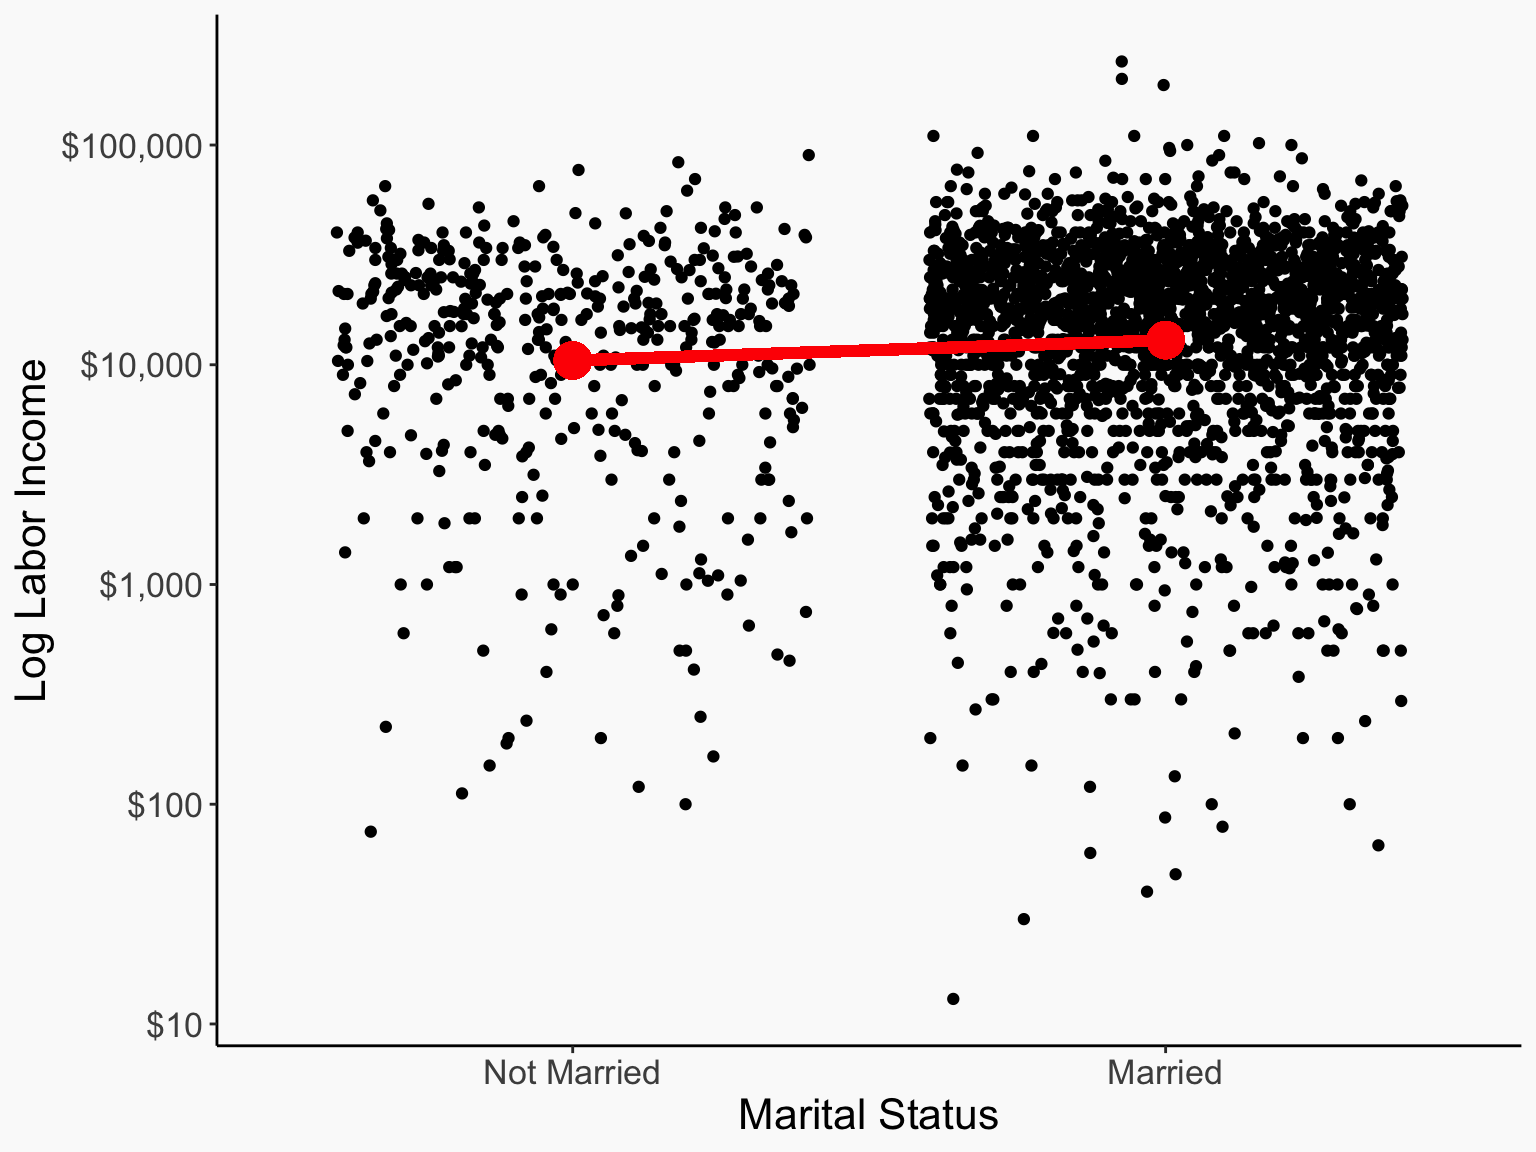 Log Labor Income
$100,000
$10,000
$1,000
$100
$10
Not Married
Married
Marital Status